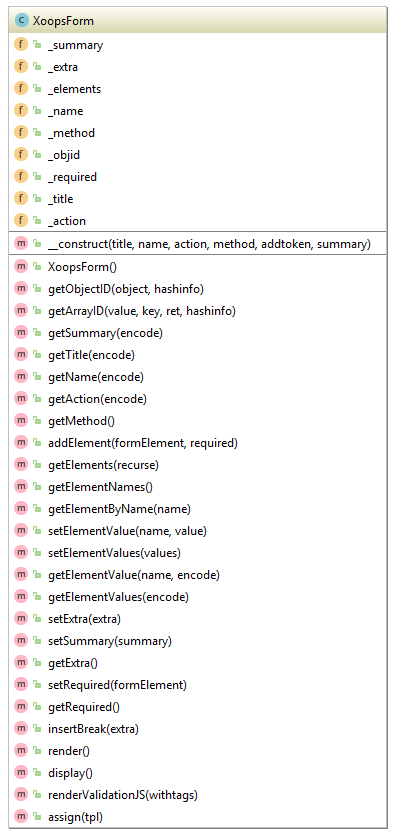 C XoopsForm
f _summary
f _extra
f _elements
f _name
f _method
f _objid
f _required
f _title
f _action
m __construct(title, name, action, method, addtoken, summary)
m XoopsForm()
m getObjectID(object, hashinfo)
m getArrayID(value, key, ret, hashinfo)
m getSummary(encode)
m getTitle(encode)
m getName(encode)
m getAction(encode)
m getMethod()
m addElement(formElement, required)
m getElements(recurse)
m getElementNames()
m getElementByName(name)
m setElementValue(name, value)
m setElementValues(values)
m getElementValue(name, encode)
m getElementValues(encode)
m setExtra(extra)
m setSummary(summary)
m getExtra()
m setRequired(formElement)
m getRequired()
m insertBreak(extra)
m render()
m display()
m renderValidationJS(withtags)
m assign(tpl)